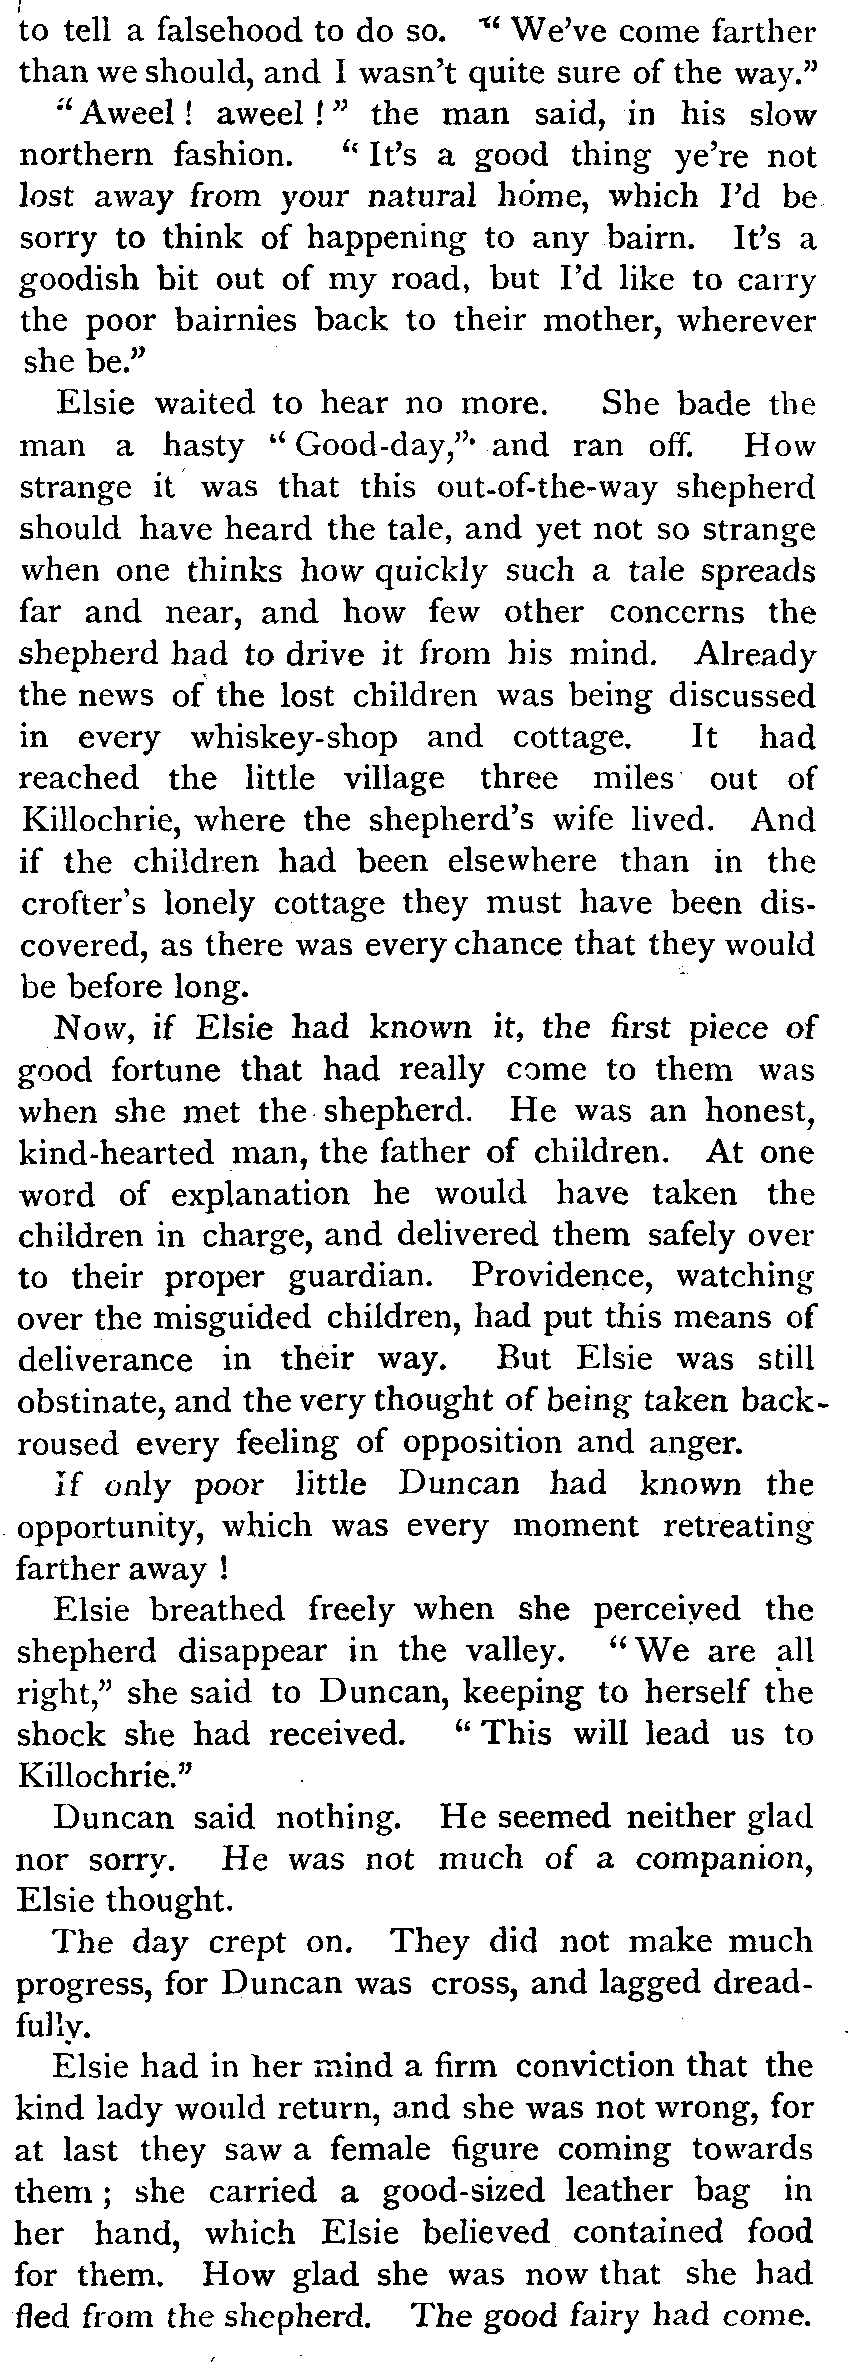 to tell a falsehood to do so. “We’ve come farther
than we should, and I wasn’t quite sure of the way.”
“Aweel! aweel!” the man said, in his slow
northern fashion. “It’s a good thing ye’re not
lost away from your natural home, which I’d be
sorry to think of happening to any bairn. It’s a
goodish bit out of my road, but I’d like to carry
the poor bairnies back to their mother, wherever
she be.”
Elsie waited to hear no more. She bade the
man a hasty “Good-day,” and ran off. How
strange it was that this out-of-the-way shepherd
should have heard the tale, and yet not so strange
when one thinks how quickly such a tale spreads
far and near, and how few other concerns the
shepherd had to drive it from his mind. Already
the news of the lost children was being discussed
in every whiskey-shop and cottage. It had
reached the little village three miles out of
Killochrie, where the shepherd’s wife lived. And
if the children had been elsewhere than in the
crofter’s lonely cottage they must have been dis-
covered, as there was every chance that they would
be before long.
Now, if Elsie had known it, the first piece of
good fortune that had really come to them was
when she met the shepherd. He was an honest,
kind-hearted man, the father of children. At one
word of explanation he would have taken the
children in charge, and delivered them safely over
to their proper guardian. Providence, watching
over the misguided children, had put this means of
deliverance in their way. But Elsie was still
obstinate, and the very thought of being taken back
roused every feeling of opposition and anger.
If only poor little Duncan had known the
opportunity, which was every moment retreating
farther away!
Elsie breathed freely when she perceived the
shepherd disappear in the valley. “We are all
right,” she said to Duncan, keeping to herself the
shock she had received. “This will lead us to
Killochrie.”
Duncan said nothing. He seemed neither glad
nor sorry. He was not much of a companion,
Elsie thought.
The day crept on. They did not make much
progress, for Duncan was cross, and lagged dread-
fully.
Elsie had in her mind a firm conviction that the
kind lady would return, and she was not wrong, for
at last they saw a female figure coming towards
them; she carried a good-sized leather bag in
her hand, which Elsie believed contained food
for them. How glad she was now that she had
fled from the shepherd. The good fairy had come.